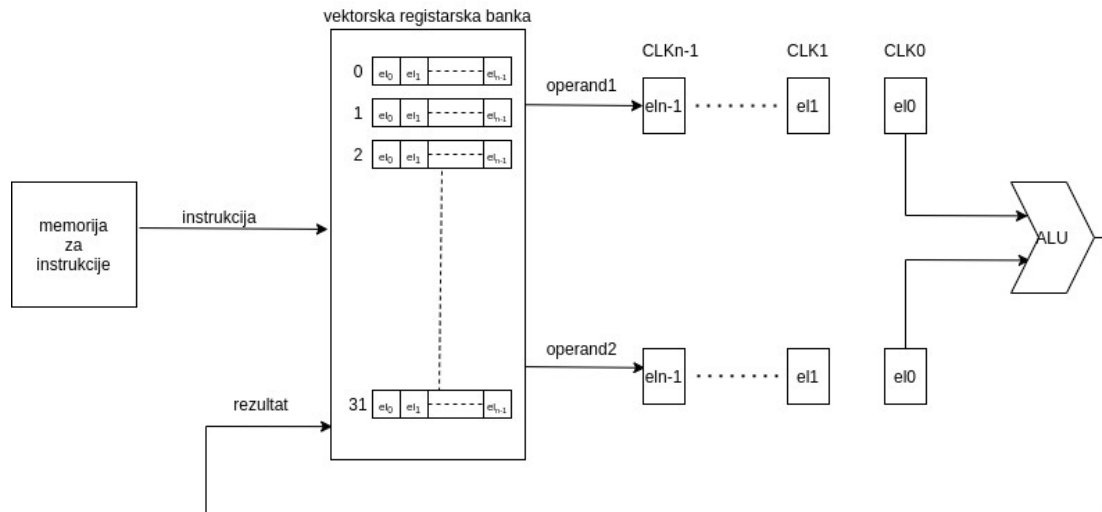 vektorska registarska banka
CLKn-1 CLK1 CLK0
0 el0 el1 eln-1
operand1
eln-1 el1 el0
1 el0 el1 eln-1
2 el0 el1 eln-1
instrukcija
memorija
za
instrukcije
ALU
operand2
eln-1 el1 el0
31 el0 el1 eln-1
rezultat